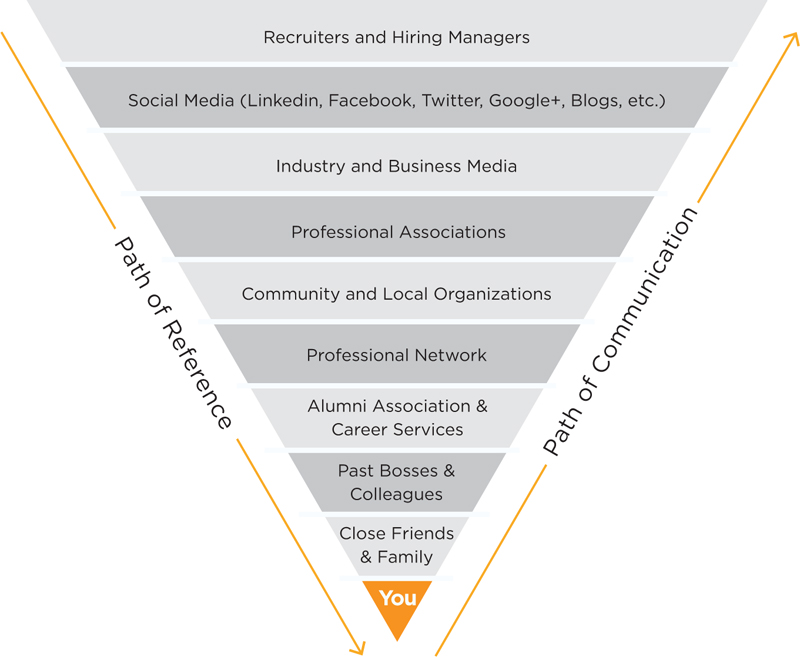 Recruiters and Hiring Managers
Social Media (Linkedin, Facebook, Twitter, Google+, Blogs, etc.)
Industry and Business Media
Professional Associations
Community and Local Organizations
Professional Network
Alumni Association &
Career Services
Past Bosses &
Colleagues
Close Friends
& Family
You
Path of Reference
Path of Communication